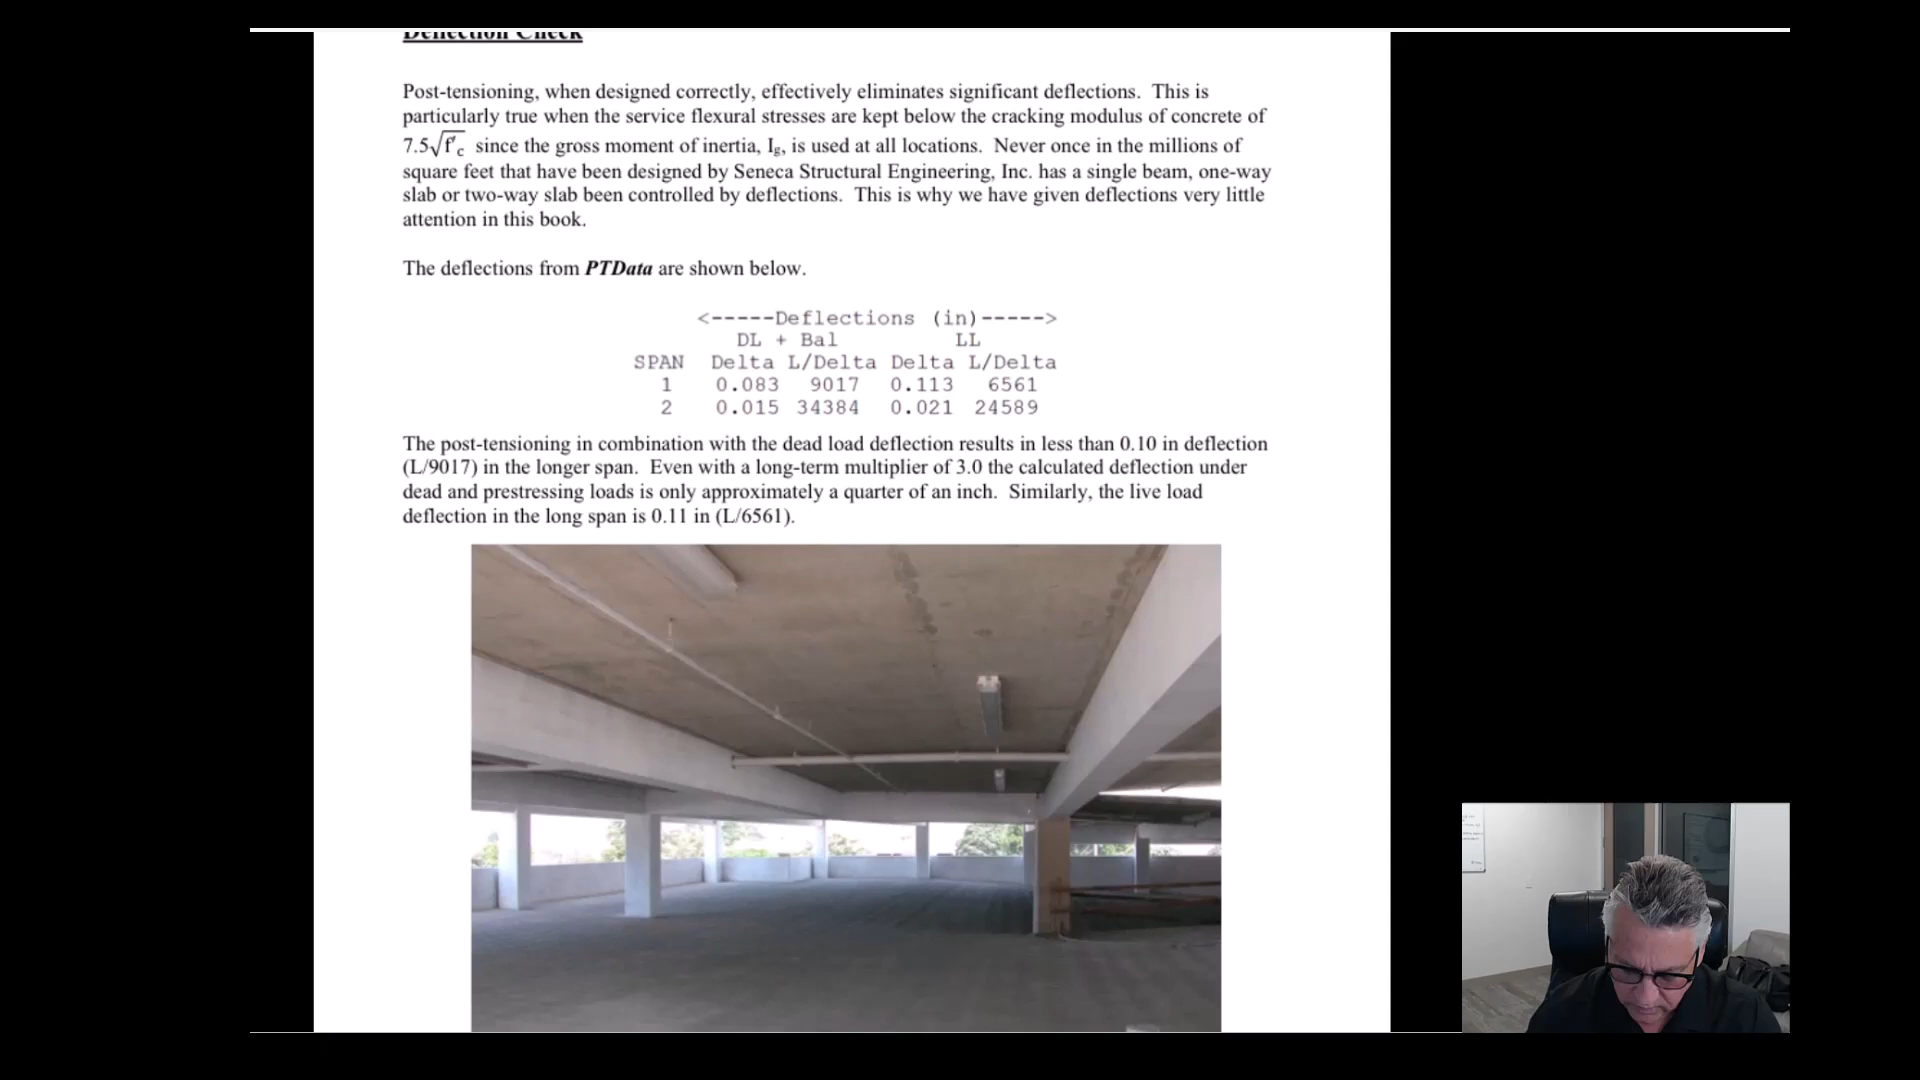 Deflection Check
Post-tensioning, when designed correctly, effectively eliminates significant deflections. This is
particularly true when the service flexural stresses are kept below the cracking modulus of concrete of
7.5√f'c since the gross moment of inertia, Ig, is used at all locations. Never once in the millions of
square feet that have been designed by Seneca Structural Engineering, Inc. has a single beam, one-way
slab or two-way slab been controlled by deflections. This is why we have given deflections very little
attention in this book.
The deflections from PTData are shown below.
<-----Deflections (in)----->
DL + Bal LL
SPAN Delta L/Delta Delta L/Delta
1 0.083 9017 0.113 6561
2 0.015 34384 0.021 24589
The post-tensioning in combination with the dead load deflection results in less than 0.10 in deflection
(L/9017) in the longer span. Even with a long-term multiplier of 3.0 the calculated deflection under
dead and prestressing loads is only approximately a quarter of an inch. Similarly, the live load
deflection in the long span is 0.11 in (L/6561).